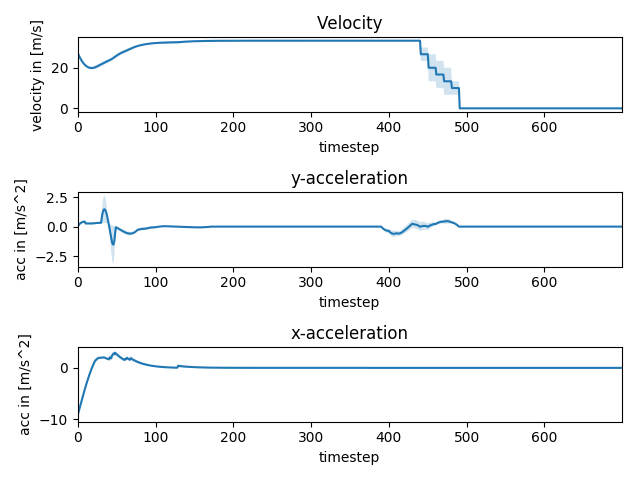 Velocity
velocity in [m/s]
20
0
0 100 200 300 400 500 600
timestep
y-acceleration
acc in [m/s^2]
2.5
0.0
−2.5
0 100 200 300 400 500 600
timestep
x-acceleration
acc in [m/s^2]
0
−10
0 100 200 300 400 500 600
timestep